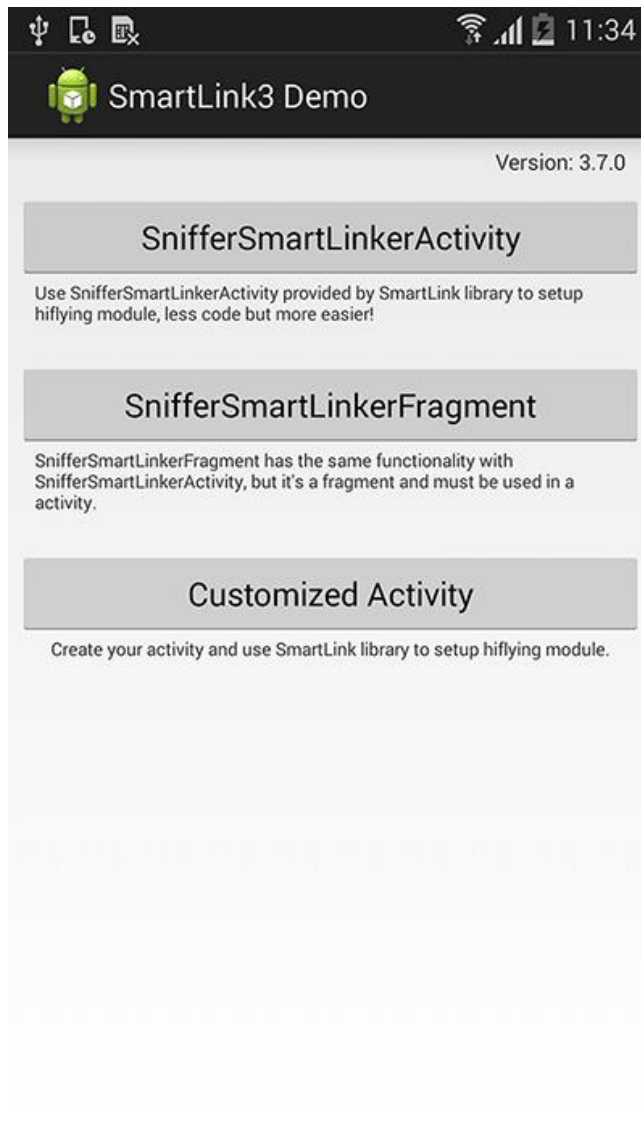 11:34
SmartLink3 Demo
Version: 3.7.0
SnifferSmartLinkerActivity
Use SnifferSmartLinkerActivity provided by SmartLink library to setup
hiflying module, less code but more easier!
SnifferSmartLinkerFragment
SnifferSmartLinkerFragment has the same functionality with
SnifferSmartLinkerActivity, but it's a fragment and must be used in a
activity.
Customized Activity
Create your activity and use SmartLink library to setup hiflying module.